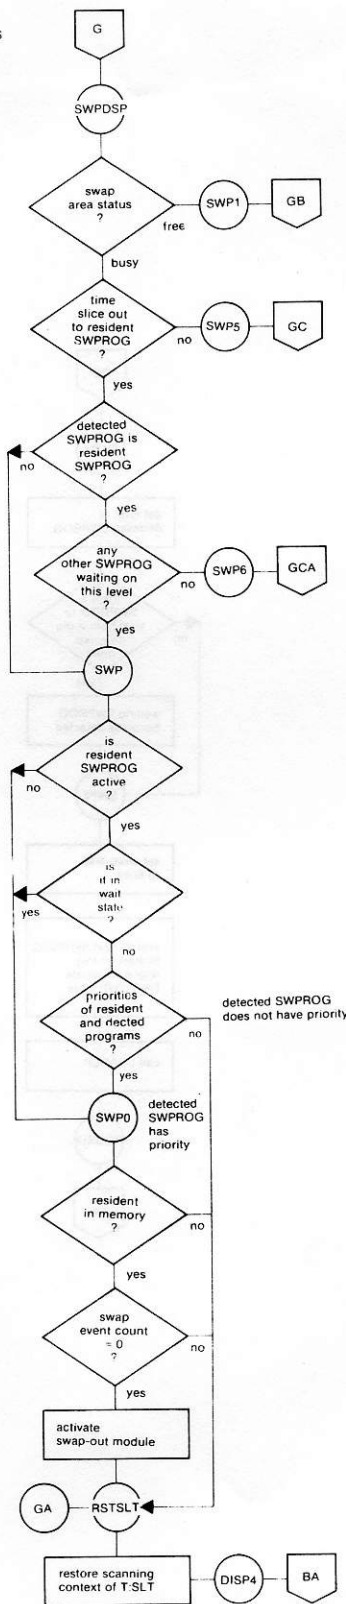 s
G
SWPDSP
swap
area status
?
free
SWP1
GB
busy
time
slice out
to resident
SWPROG
?
no
SWP5
GC
yes
detected
SWPROG is
resident
SWPROG
?
no
yes
any
other SWPROG
waiting on
this level
?
no
SWP6
GCA
yes
SWP
is
resident
SWPROG
active
?
no
yes
is
it in
wait
state
?
yes
no
priorities
of resident
and dected
programs
?
no
detected SWPROG
does not have priority
yes
SWP0
detected
SWPROG
has
priority
resident
in memory
?
no
yes
swap
event count
= 0
?
no
yes
activate
swap-out module
GA
RSTSLT
restore scanning
context of T:SLT
DISP4
BA